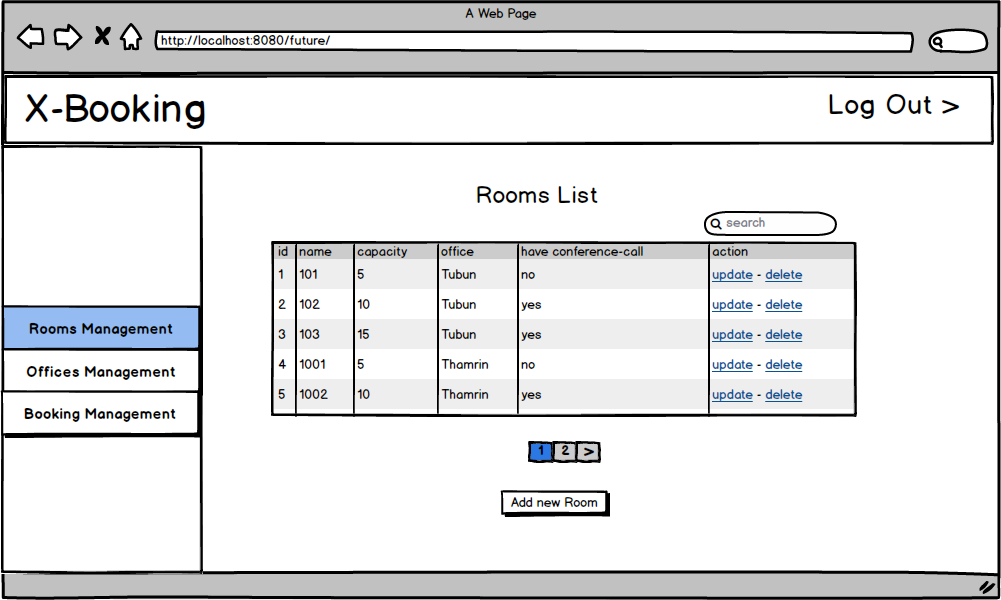 A Web Page
http://localhost:8080/future/
X-Booking
Log Out >
Rooms Management
Offices Management
Booking Management
Rooms List
search
id name capacity office have conference-call action
1 101 5 Tubun no update - delete
2 102 10 Tubun yes update - delete
3 103 15 Tubun yes update - delete
4 1001 5 Thamrin no update - delete
5 1002 10 Thamrin yes update - delete
1 2 >
Add new Room